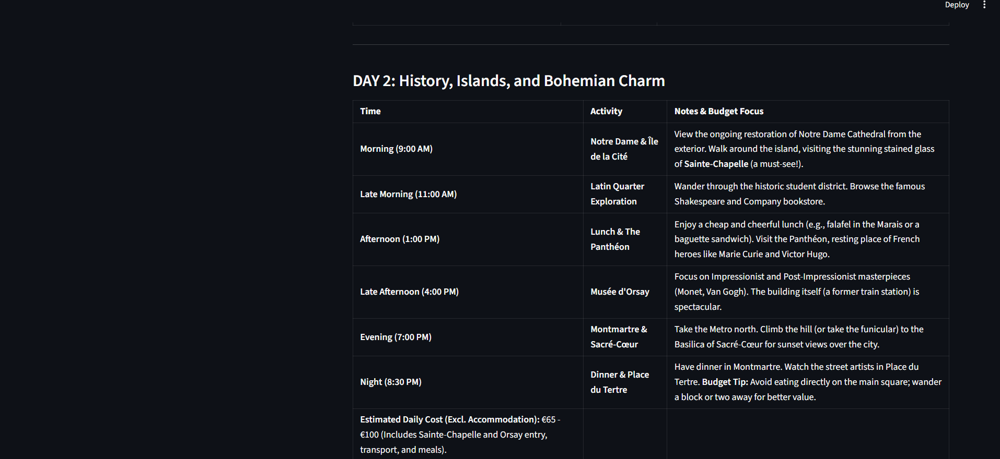 Deploy
DAY 2: History, Islands, and Bohemian Charm
Time
Activity
Notes & Budget Focus
Morning (9:00 AM)
Notre Dame & Île
de la Cité
View the ongoing restoration of Notre Dame Cathedral from the
exterior. Walk around the island, visiting the stunning stained glass
of Sainte-Chapelle (a must-see!).
Late Morning (11:00 AM)
Latin Quarter
Exploration
Wander through the historic student district. Browse the famous
Shakespeare and Company bookstore.
Afternoon (1:00 PM)
Lunch & The
Panthéon
Enjoy a cheap and cheerful lunch (e.g., falafel in the Marais or a
baguette sandwich). Visit the Panthéon, resting place of French
heroes like Marie Curie and Victor Hugo.
Late Afternoon (4:00 PM)
Musée d'Orsay
Focus on Impressionist and Post-Impressionist masterpieces
(Monet, Van Gogh). The building itself (a former train station) is
spectacular.
Evening (7:00 PM)
Montmartre &
Sacré-Cœur
Take the Metro north. Climb the hill (or take the funicular) to the
Basilica of Sacré-Cœur for sunset views over the city.
Night (8:30 PM)
Dinner & Place
du Tertre
Have dinner in Montmartre. Watch the street artists in Place du
Tertre. Budget Tip: Avoid eating directly on the main square; wander
a block or two away for better value.
Estimated Daily Cost (Excl. Accommodation): €65 -
€100 (Includes Sainte-Chapelle and Orsay entry,
transport, and meals).